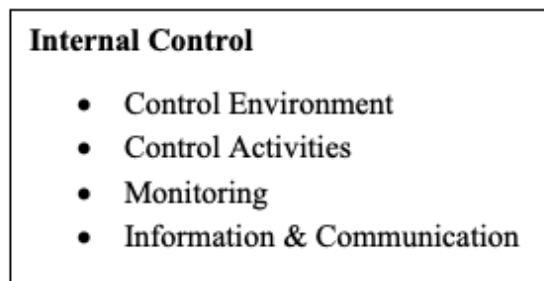 Internal Control
• Control Environment
• Control Activities
• Monitoring
• Information & Communication